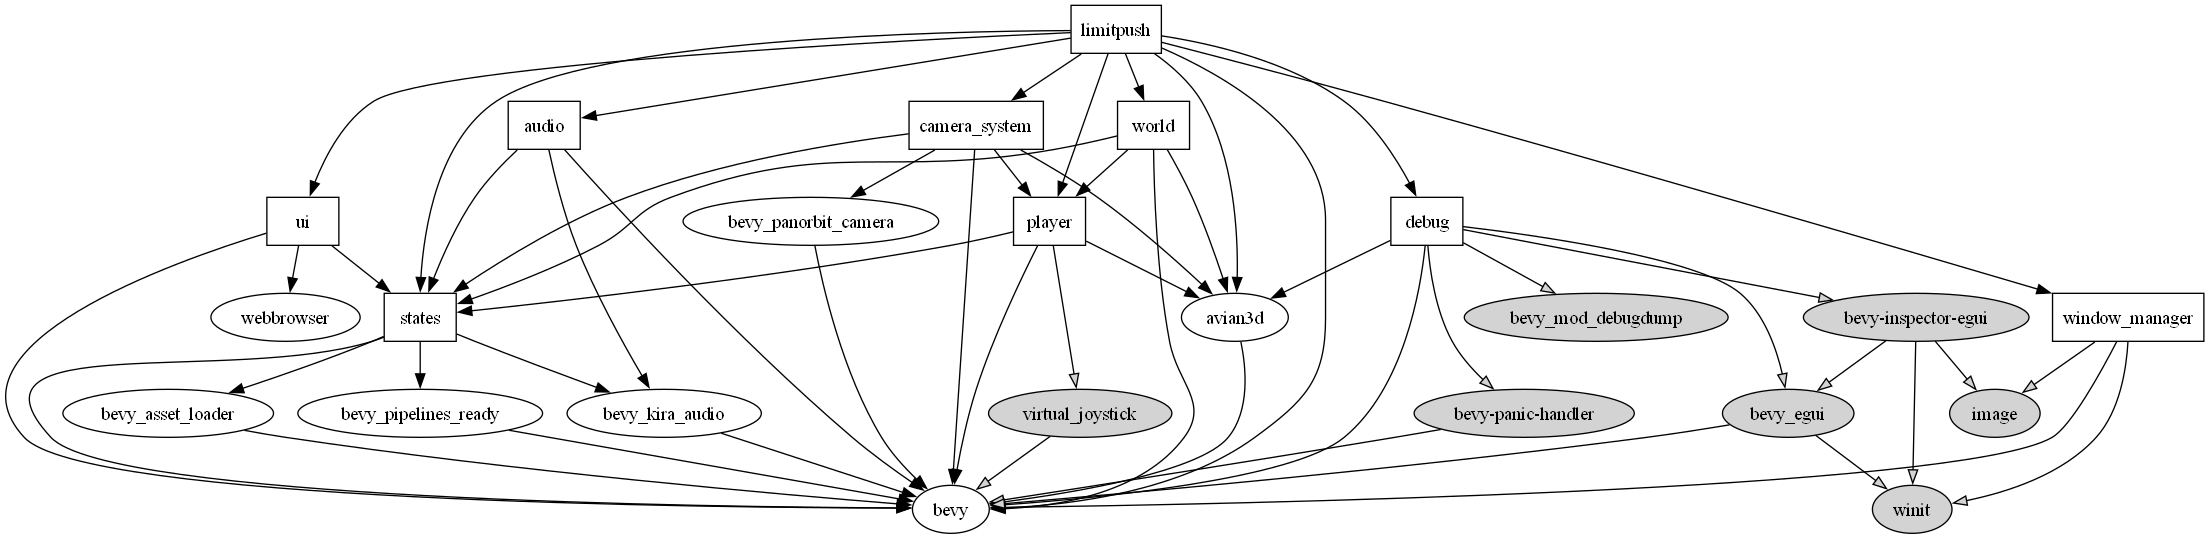 limitpush
audio
camera_system
world
ui
bevy_panorbit_camera
player
debug
webbrowser
states
avian3d
bevy_mod_debugdump
bevy-inspector-egui
window_manager
bevy_asset_loader
bevy_pipelines_ready
bevy_kira_audio
virtual_joystick
bevy-panic-handler
bevy_egui
image
bevy
winit